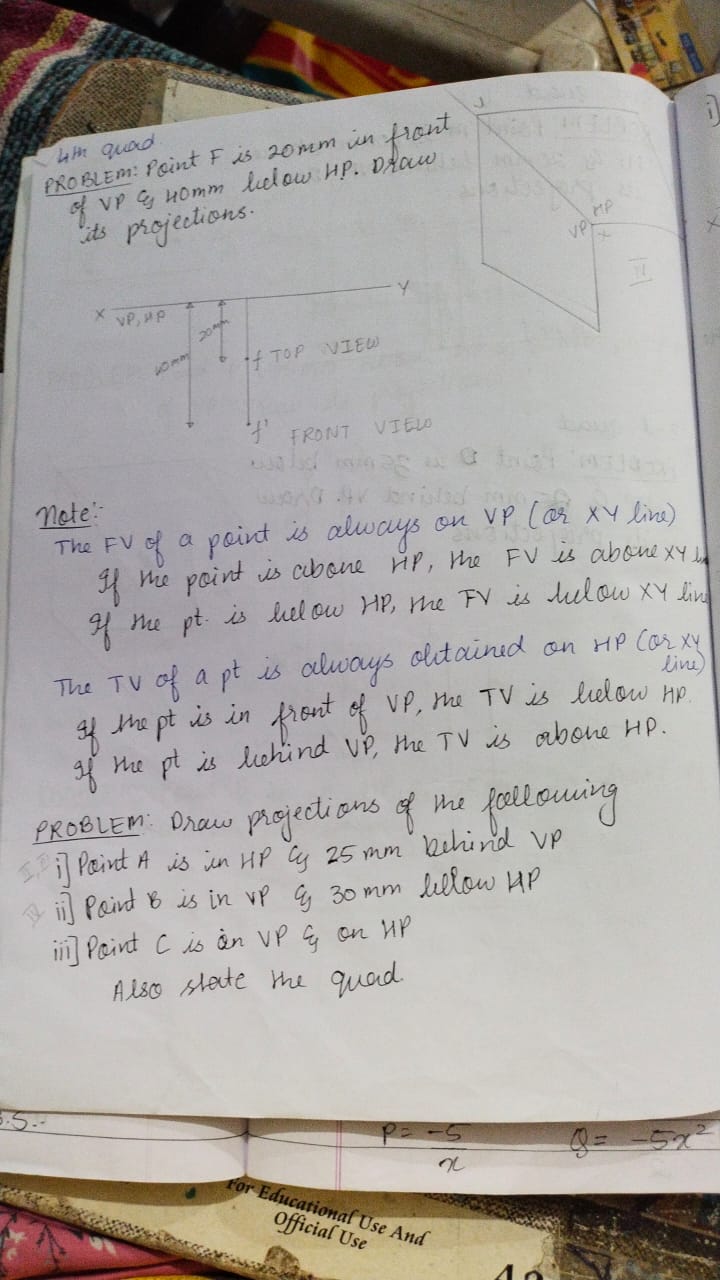 4th quad
PROBLEM: Point F is 20mm in front
of VP & 40mm below HP. Draw
its projections.
J
HP
VP
X
IV
X
VP, HP
Y
20mm
40mm
f TOP VIEW
f' FRONT VIEW
Note:-
The FV of a point is always on VP (or XY line)
If the point is above HP, the FV is above XY
If the pt. is below HP, the FV is below XY line
The TV of a pt is always obtained on HP (or XY
line)
If the pt is in front of VP, the TV is below HP.
If the pt is behind VP, the TV is above HP.
PROBLEM: Draw projections of the following
i] Point A is in HP & 25 mm behind VP
IV ii] Point B is in VP & 30 mm below HP
iii] Point C is on VP & on HP
Also state the quad.
i)
P = -5
x
Q = -5x²
For Educational Use And
Official Use